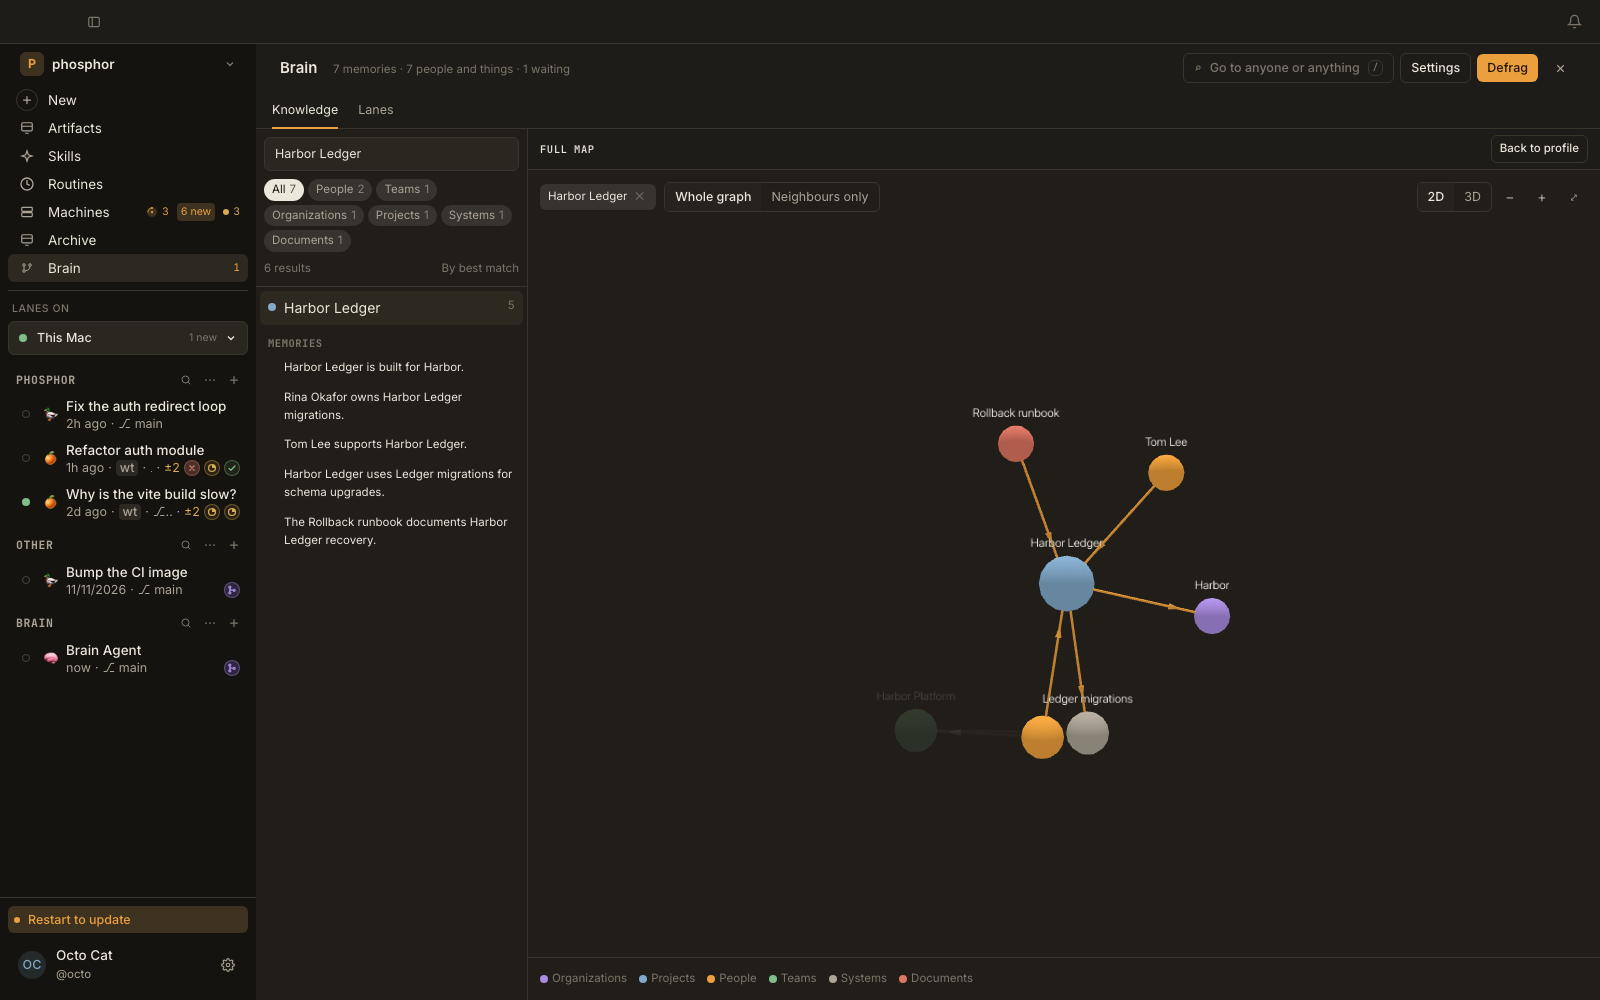 P phosphor
New
Artifacts
Skills
Routines
Machines 3 6 new 3
Archive
Brain 1
LANES ON
This Mac 1 new
PHOSPHOR
Fix the auth redirect loop
2h ago · main
Refactor auth module
1h ago · wt · . · ±2
Why is the vite build slow?
2d ago · wt · .. · ±2
OTHER
Bump the CI image
11/11/2026 · main
BRAIN
Brain Agent
now · main
Restart to update
OC Octo Cat
@octo
Brain 7 memories · 7 people and things · 1 waiting
Go to anyone or anything /
Settings
Defrag
Knowledge Lanes
Harbor Ledger
All 7 People 2 Teams 1
Organizations 1 Projects 1 Systems 1
Documents 1
6 results By best match
Harbor Ledger 5
MEMORIES
Harbor Ledger is built for Harbor.
Rina Okafor owns Harbor Ledger
migrations.
Tom Lee supports Harbor Ledger.
Harbor Ledger uses Ledger migrations for
schema upgrades.
The Rollback runbook documents Harbor
Ledger recovery.
FULL MAP Back to profile
Harbor Ledger Whole graph Neighbours only 2D 3D − +
Rollback runbook
Tom Lee
Harbor Ledger
Harbor
Harbor Platform
Ledger migrations
Organizations Projects People Teams Systems Documents